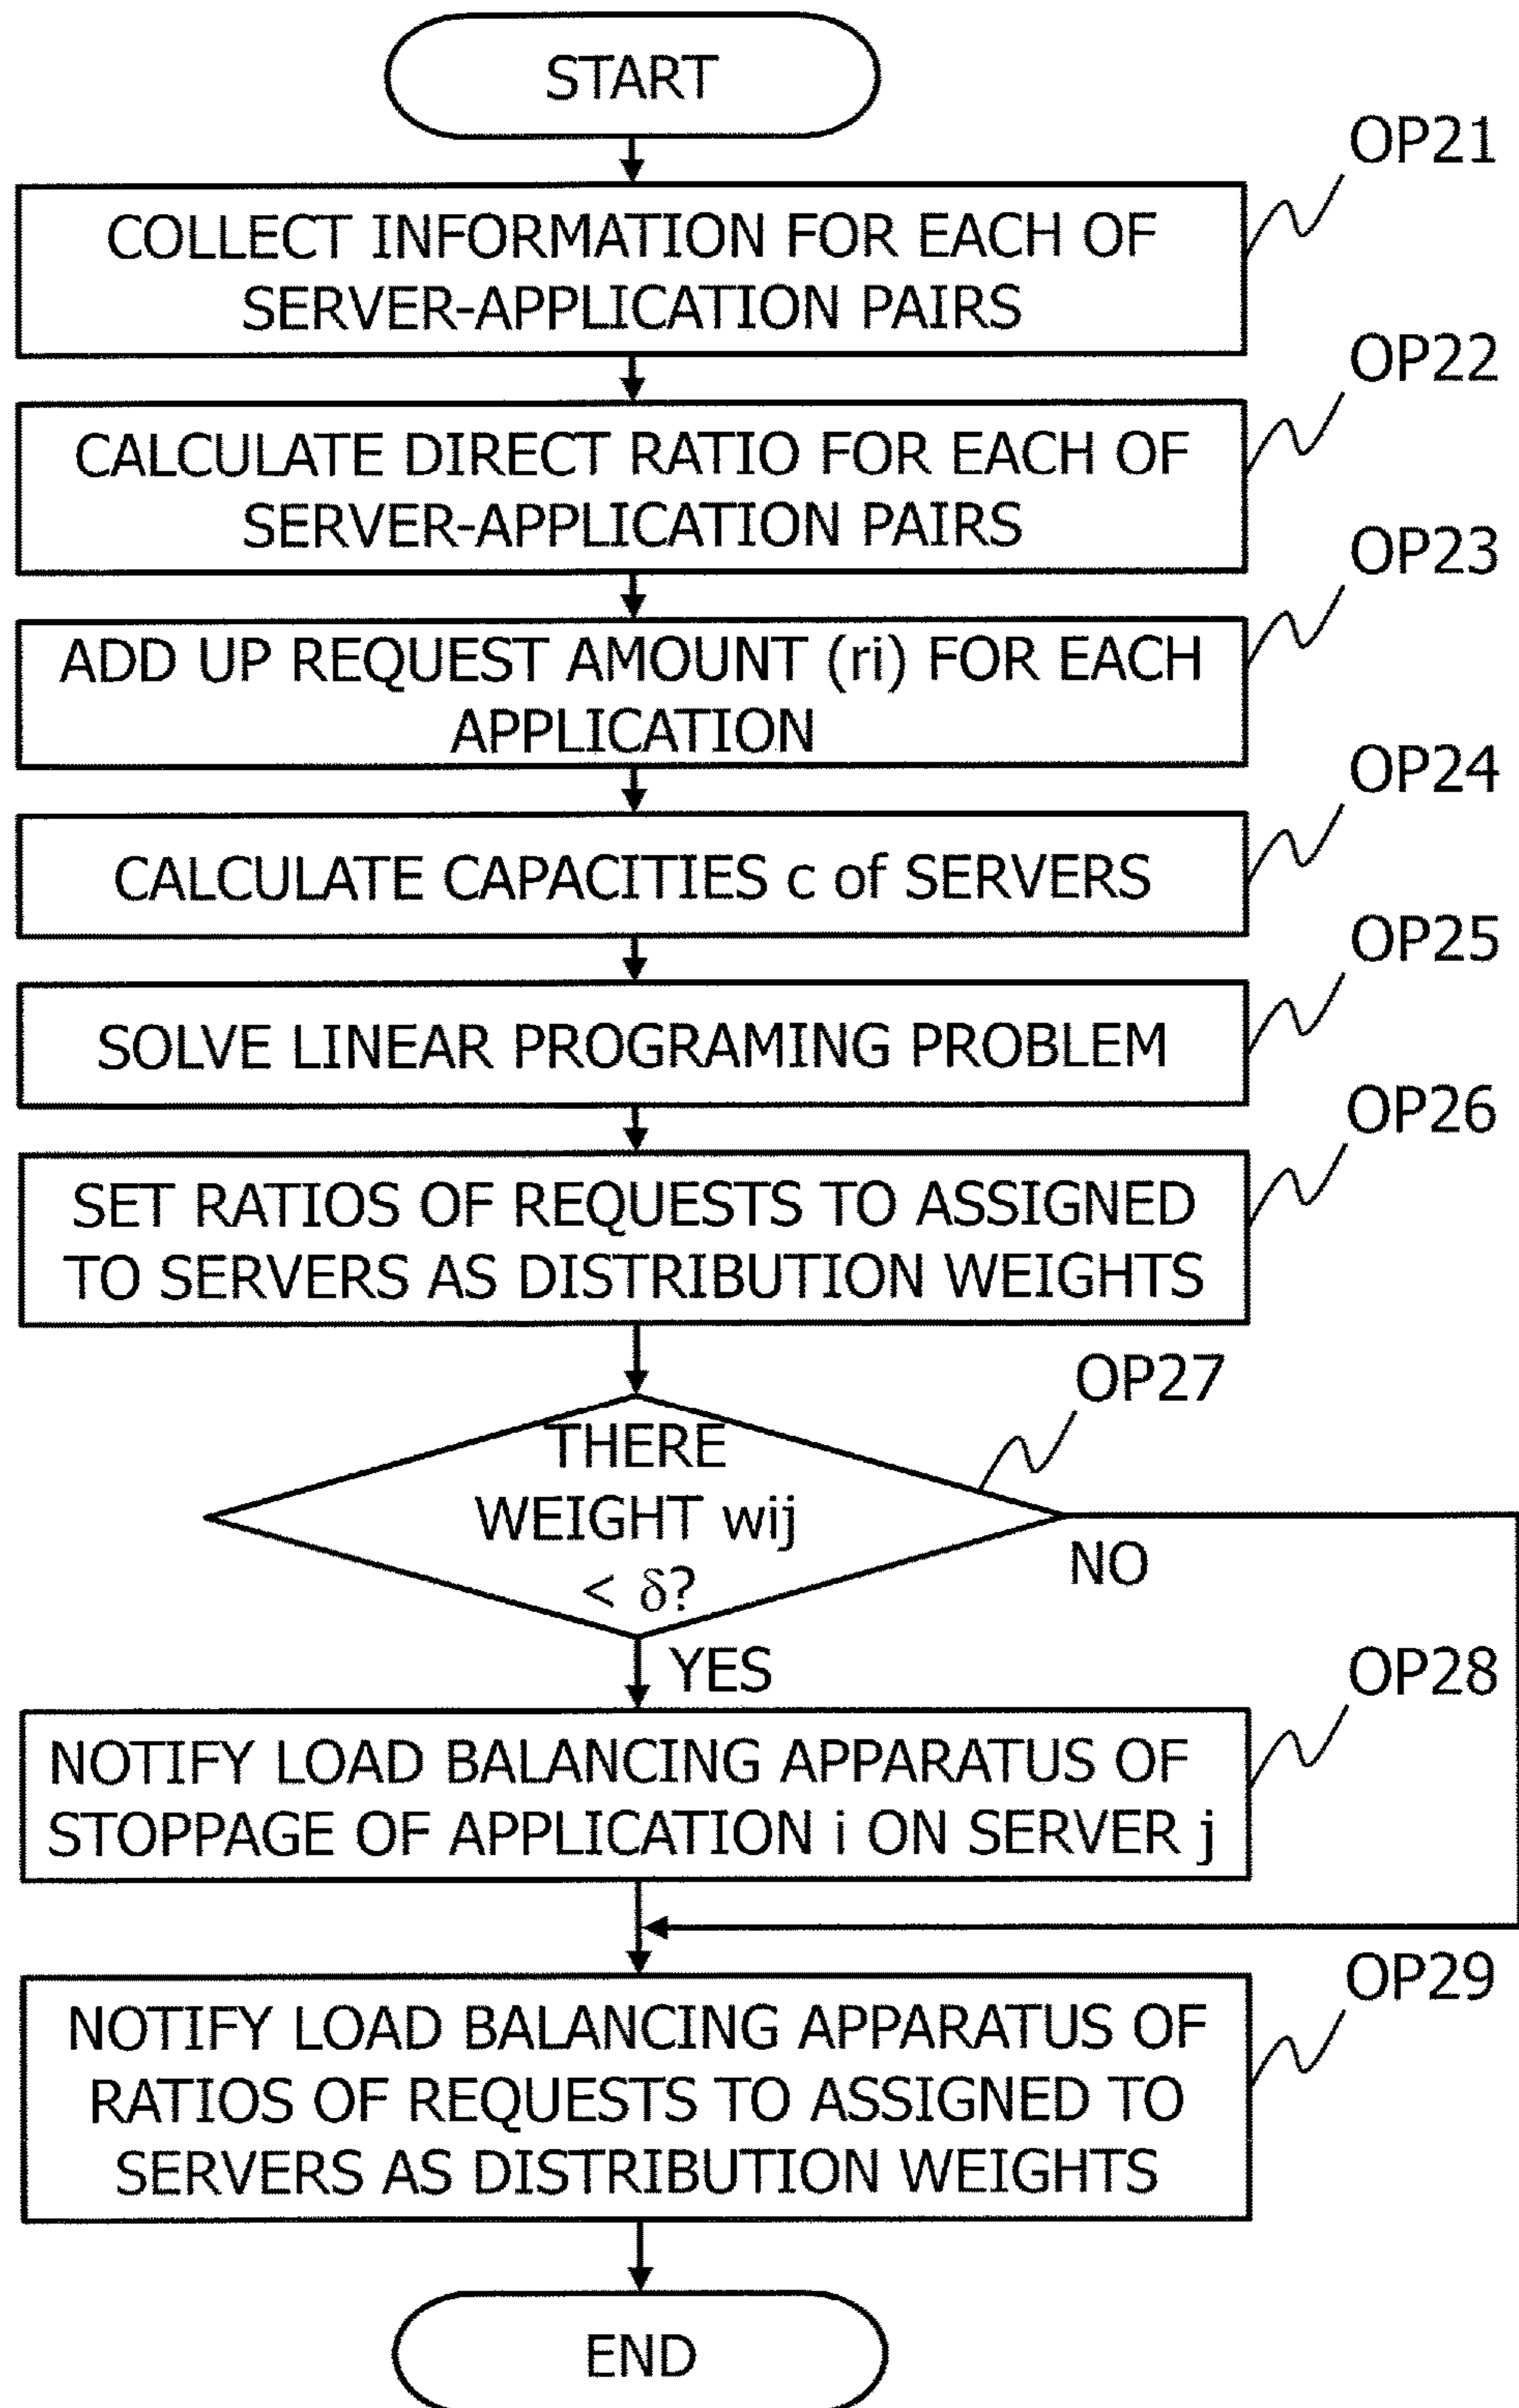 START
OP21
COLLECT INFORMATION FOR EACH OF
SERVER-APPLICATION PAIRS
OP22
CALCULATE DIRECT RATIO FOR EACH OF
SERVER-APPLICATION PAIRS
OP23
ADD UP REQUEST AMOUNT (ri) FOR EACH
APPLICATION
OP24
CALCULATE CAPACITIES c of SERVERS
OP25
SOLVE LINEAR PROGRAMING PROBLEM
OP26
SET RATIOS OF REQUESTS TO ASSIGNED
TO SERVERS AS DISTRIBUTION WEIGHTS
OP27
THERE
WEIGHT wij
< δ?
NO
YES
OP28
NOTIFY LOAD BALANCING APPARATUS OF
STOPPAGE OF APPLICATION i ON SERVER j
OP29
NOTIFY LOAD BALANCING APPARATUS OF
RATIOS OF REQUESTS TO ASSIGNED TO
SERVERS AS DISTRIBUTION WEIGHTS
END